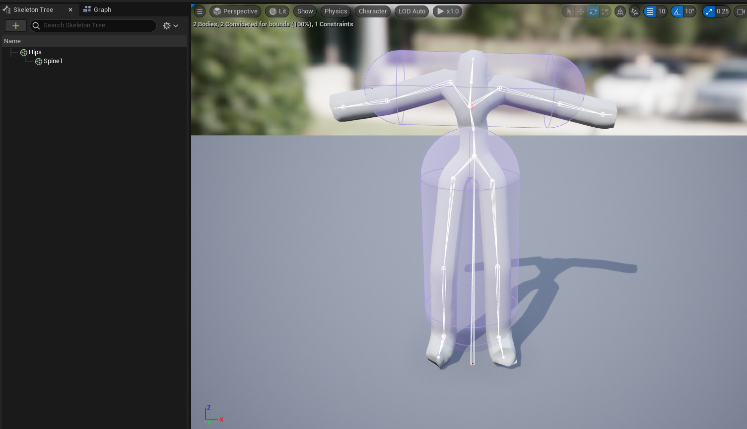 Skeleton Tree
Graph
Perspective
Lit
Show
Physics
Character
LOD Auto
x1.0
10
10°
0.25
Search Skeleton Tree
2 Bodies, 2 Considered for bounds (100%), 1 Constraints
Name
Hips
Spine1
Z
X